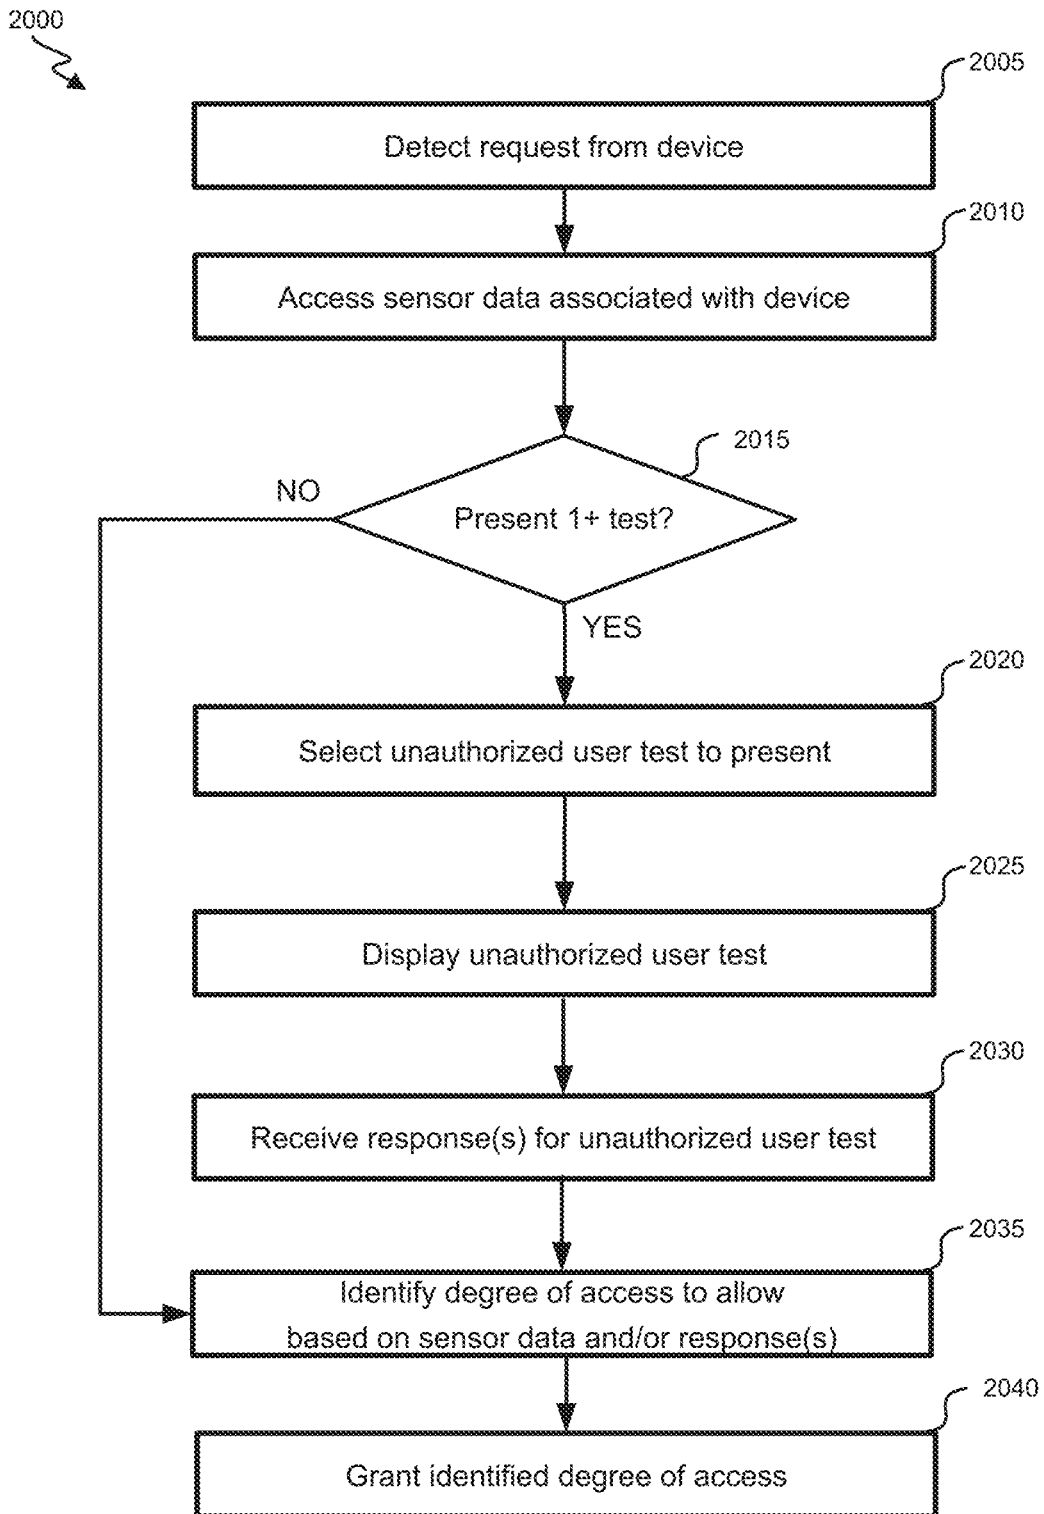 2000
2005
Detect request from device
2010
Access sensor data associated with device
2015
NO
Present 1+ test?
YES
2020
Select unauthorized user test to present
2025
Display unauthorized user test
2030
Receive response(s) for unauthorized user test
2035
Identify degree of access to allow
based on sensor data and/or response(s)
2040
Grant identified degree of access